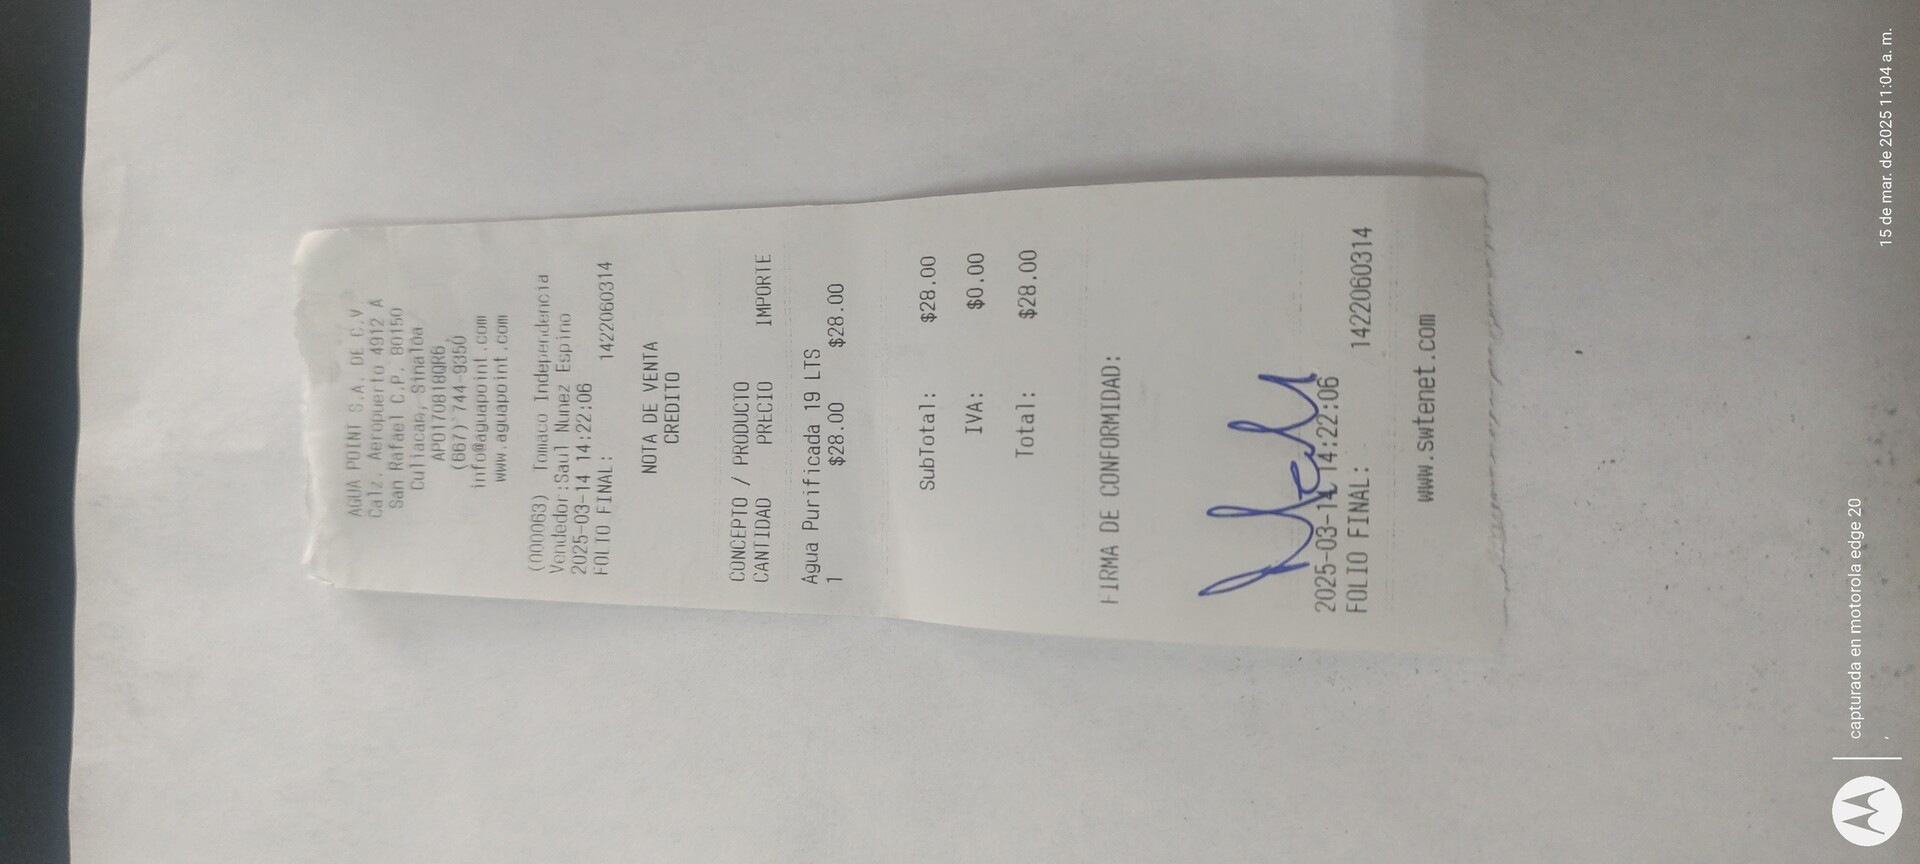 AGUA POINT S.A. DE C.V
Calz. Aeropuerto 4912 A
San Rafael C.P. 80150
Culiacan, Sinaloa
APO170818QR6
(667) 744-9350
info@aguapoint.com
www.aguapoint.com
(000063) Tomaco Independencia
Vendedor:Saul Nunez Espino
2025-03-14 14:22:06
FOLIO FINAL: 1422060314
NOTA DE VENTA
CREDITO
CONCEPTO / PRODUCTO
CANTIDAD PRECIO IMPORTE
Agua Purificada 19 LTS
1 $28.00 $28.00
SubTotal: $28.00
IVA: $0.00
Total: $28.00
FIRMA DE CONFORMIDAD:
2025-03-14 14:22:06
FOLIO FINAL: 1422060314
www.swtenet.com
capturada en motorola edge 20
15 de mar. de 2025 11:04 a. m.